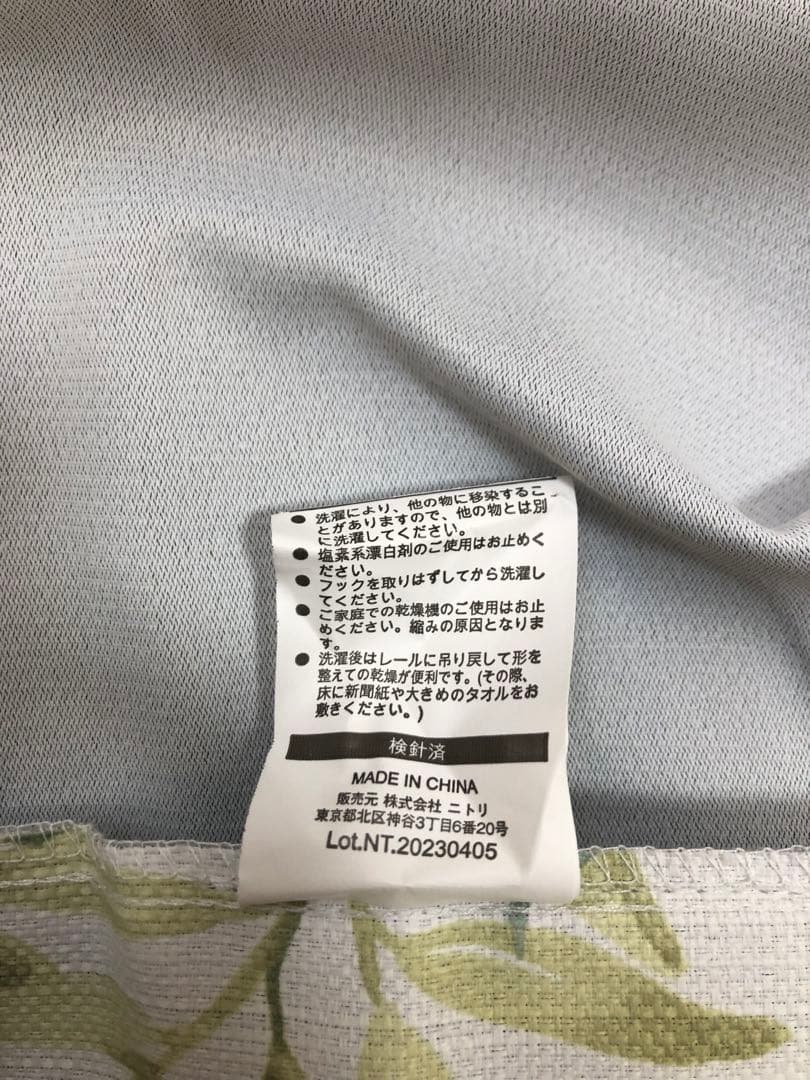 ● 洗濯により、他の物に移染するこ
とがありますので、他の物とは別
に洗濯してください。
● 塩素系漂白剤のご使用はお止めく
ださい。
● フックを取りはずしてから洗濯し
てください。
● ご家庭での乾燥機のご使用はお止
めください。縮みの原因となりま
す。
● 洗濯後はレールに吊り戻して形を
整えての乾燥が便利です。(その際、
床に新聞紙や大きめのタオルをお
敷きください。)
検針済
MADE IN CHINA
販売元 株式会社 ニトリ
東京都北区神谷3丁目6番20号
Lot.NT.20230405